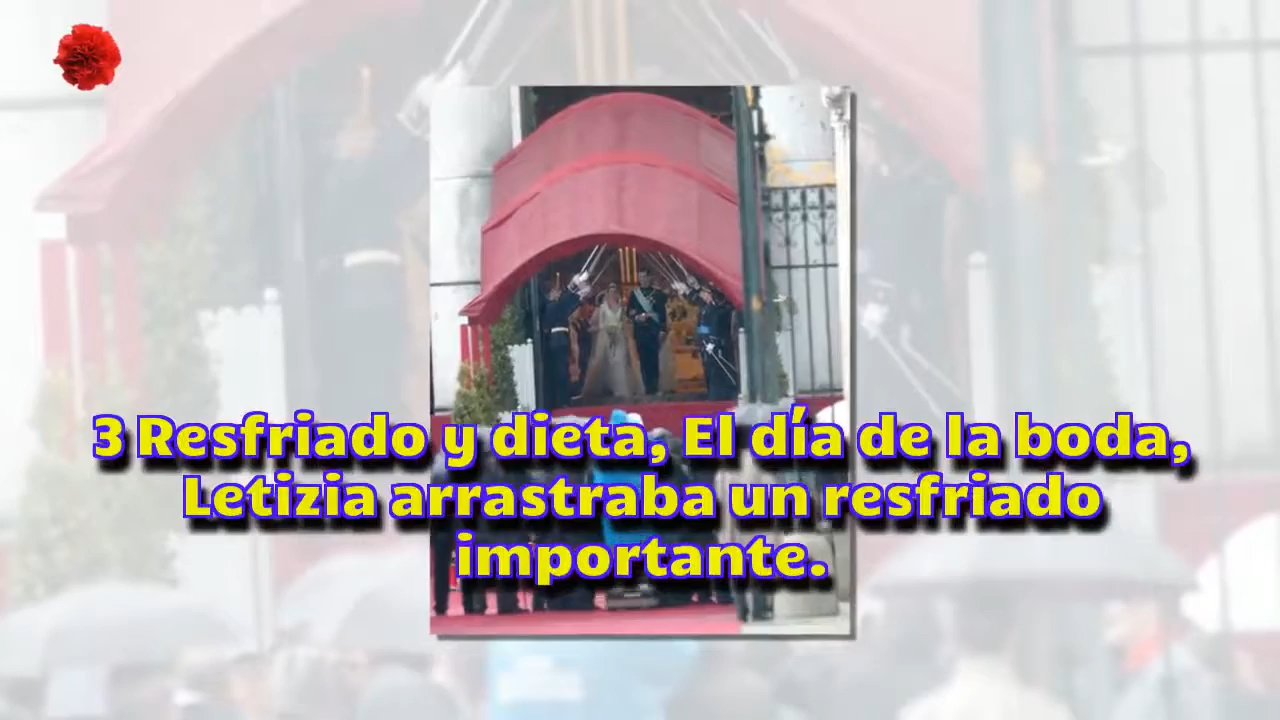 3 Resfriado y dieta, El día de la boda,
Letizia arrastraba un resfriado
importante.